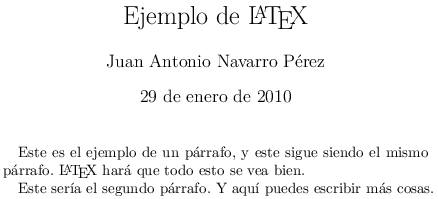 Ejemplo de LATEX
Juan Antonio Navarro Pérez
29 de enero de 2010
Este es el ejemplo de un párrafo, y este sigue siendo el mismo
párrafo. LATEX hará que todo esto se vea bien.
Este sería el segundo párrafo. Y aquí puedes escribir más cosas.